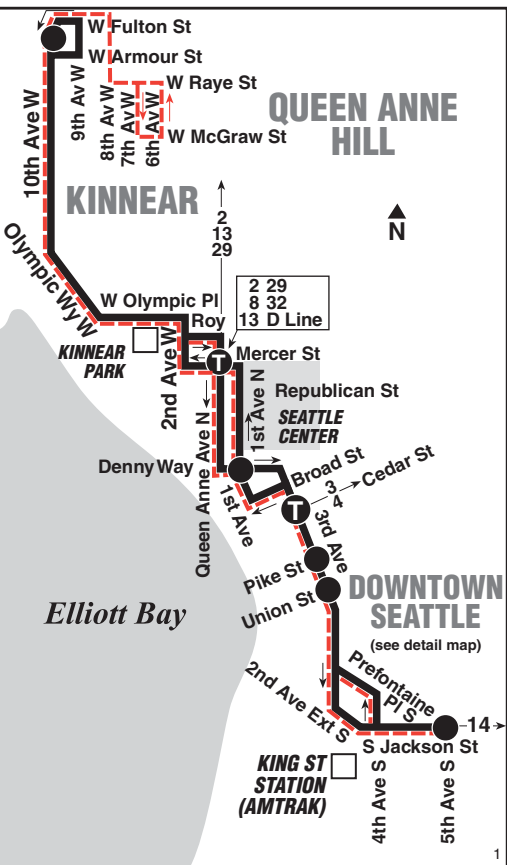 W Fulton St
W Armour St
W Raye St
W McGraw St
10th Ave W
9th Av W
8th Av W
7th Av W
6th Av W
QUEEN ANNE
HILL
KINNEAR
2
13
29
N
Olympic Wy W
W Olympic Pl
Roy
2 29
8 32
13 D Line
KINNEAR
PARK
2nd Ave W
T
Mercer St
Republican St
SEATTLE
CENTER
Queen Anne Ave N
1st Ave N
Denny Way
Broad St
1st Ave
3
4
Cedar St
T
3rd Ave
Pike St
Union St
Elliott Bay
DOWNTOWN
SEATTLE
(see detail map)
Prefontaine
Pl S
2nd Ave Ext S
14
S Jackson St
KING ST
STATION
(AMTRAK)
4th Ave S
5th Ave S
1